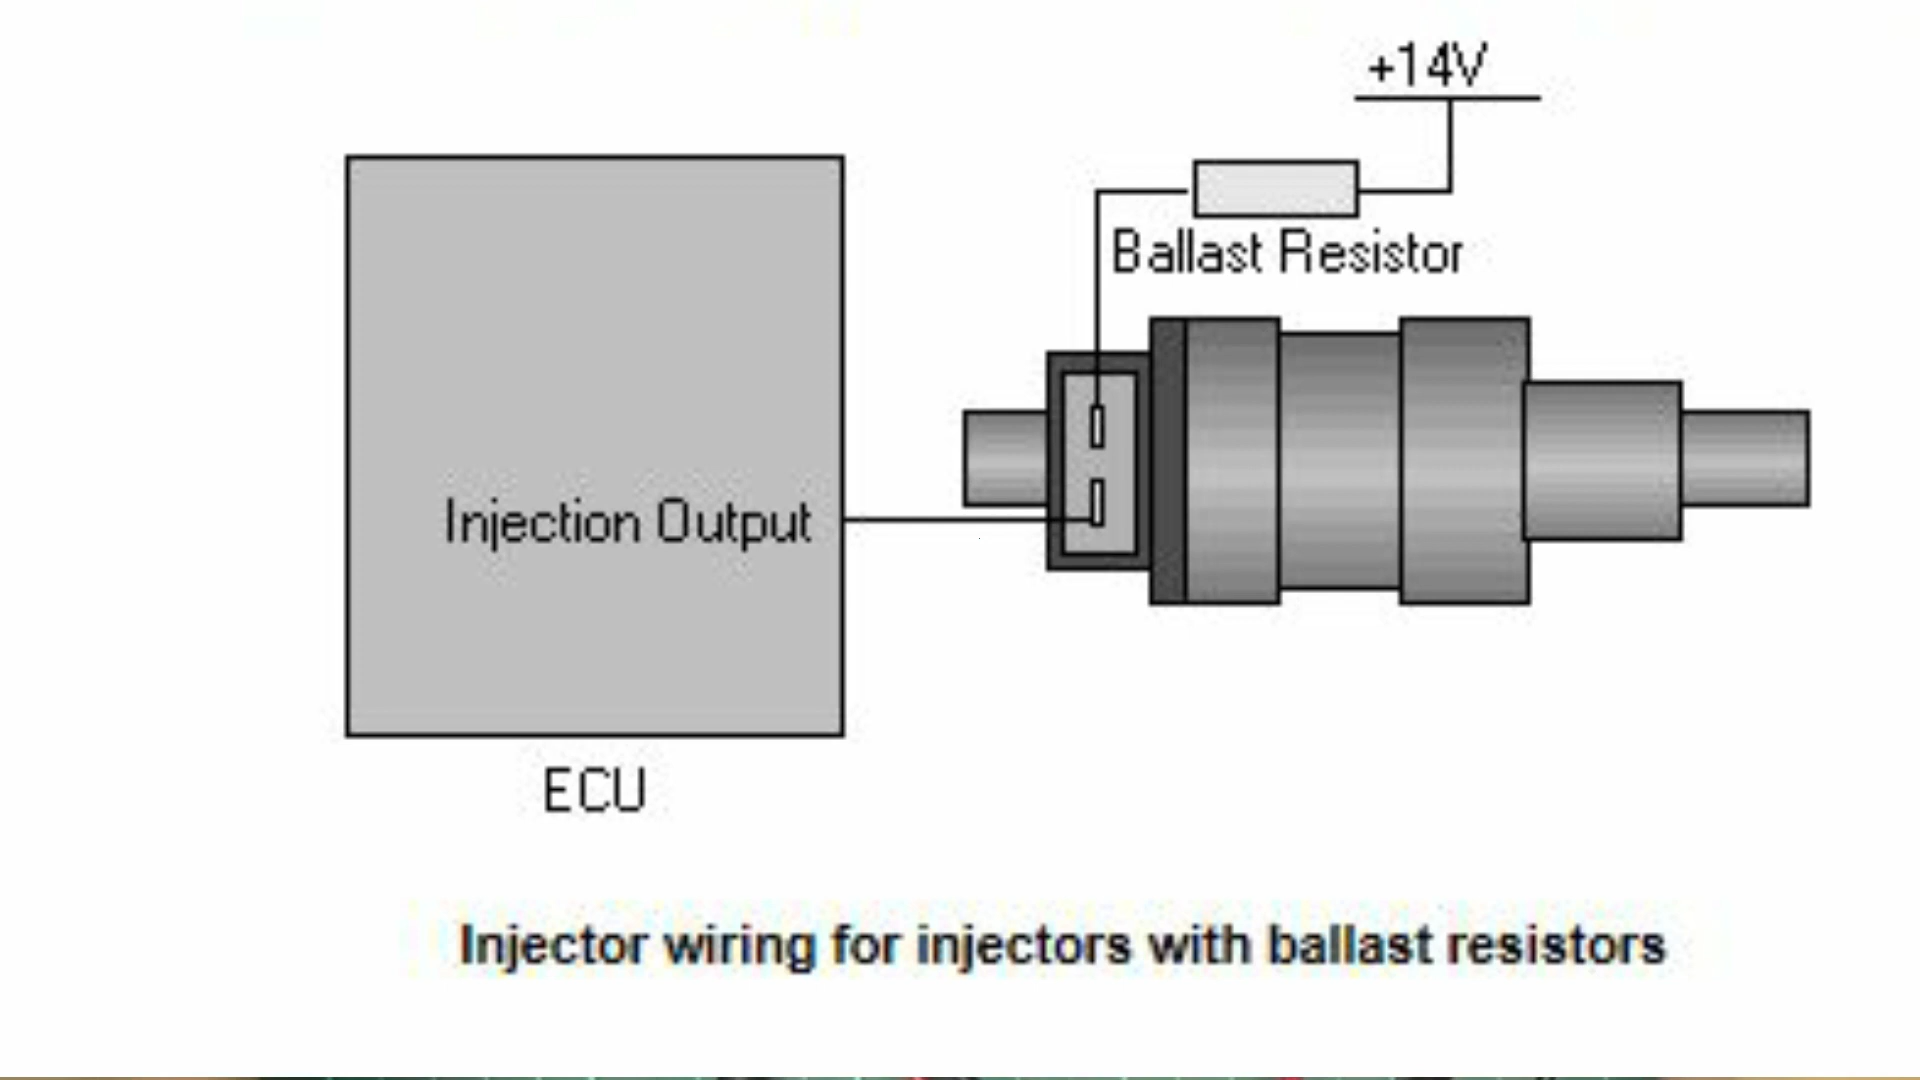 +14V
Ballast Resistor
Injection Output
ECU
Injector wiring for injectors with ballast resistors